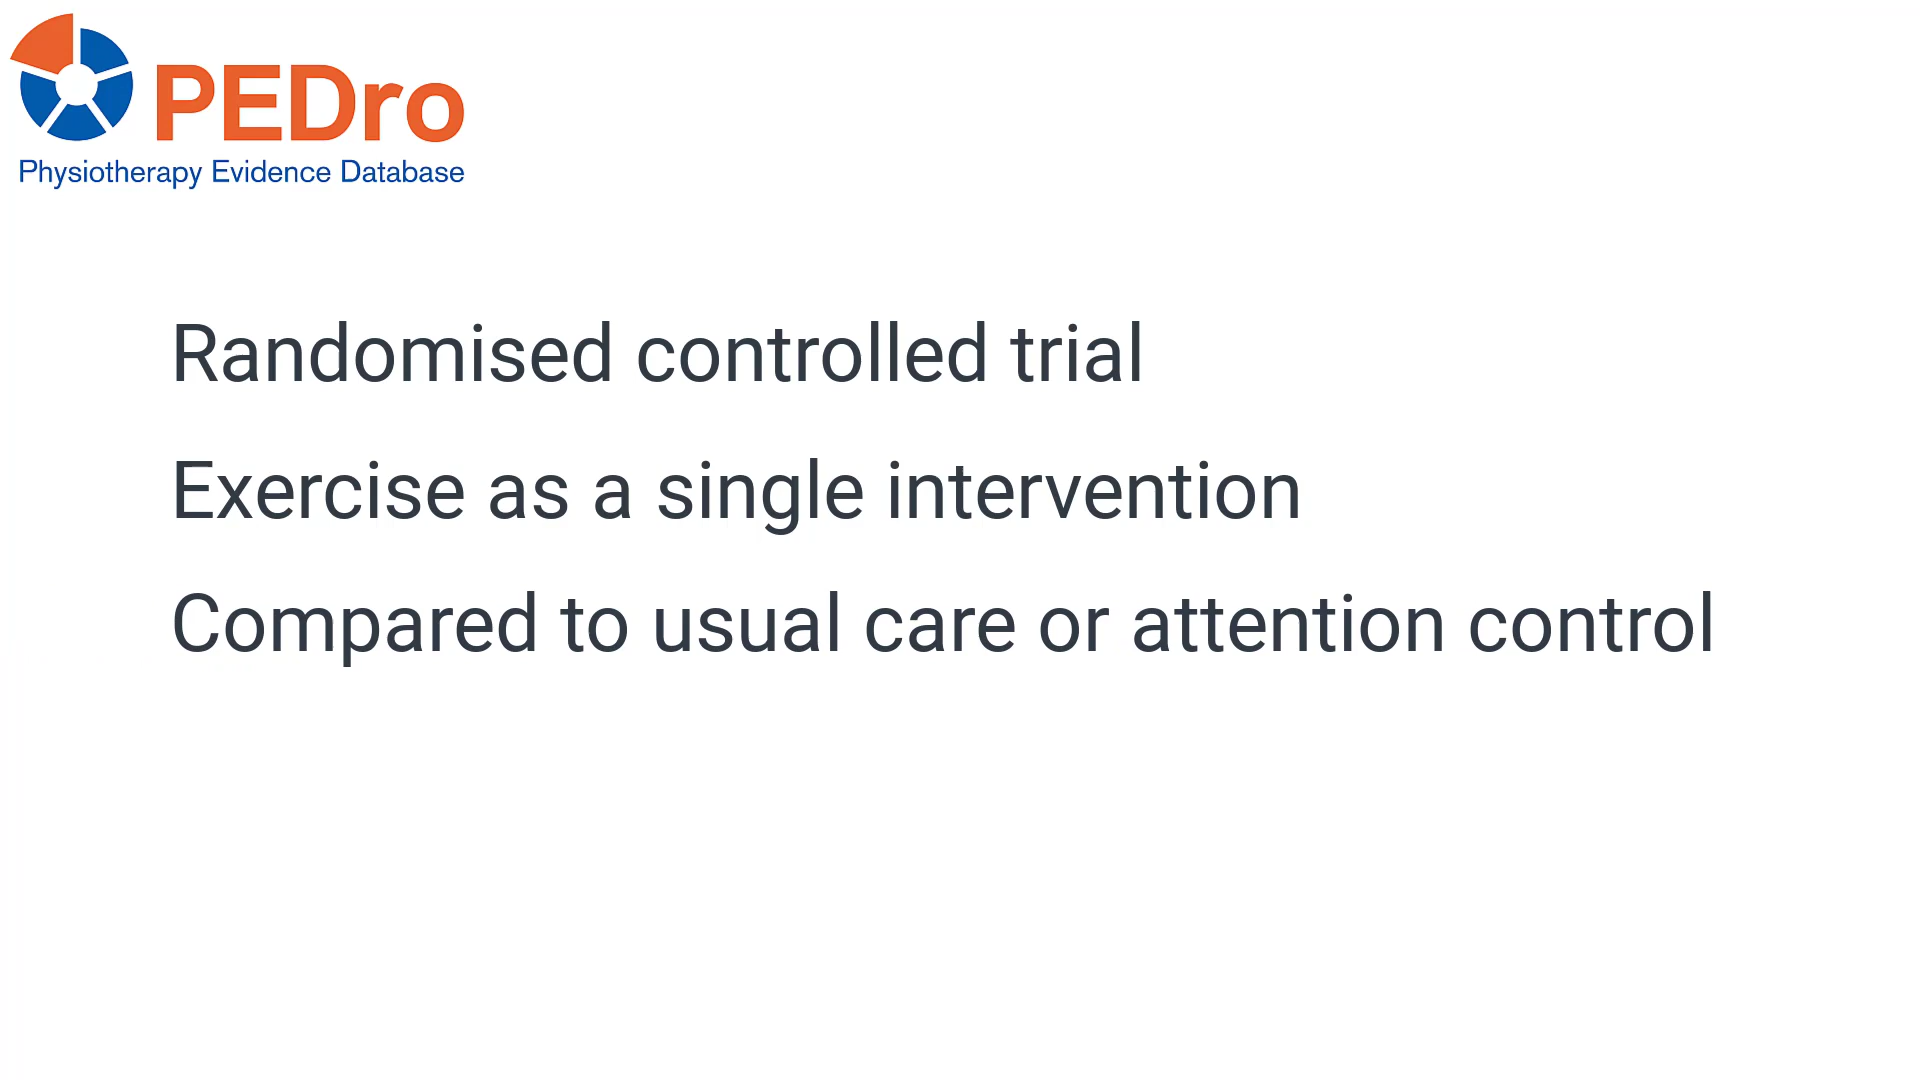 PEDro
Physiotherapy Evidence Database
Randomised controlled trial
Exercise as a single intervention
Compared to usual care or attention control